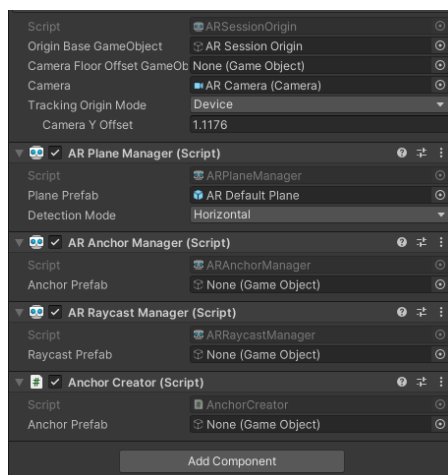 Script ARSessionOrigin
Origin Base GameObject AR Session Origin
Camera Floor Offset GameOb None (Game Object)
Camera AR Camera (Camera)
Tracking Origin Mode Device
Camera Y Offset 1.1176
AR Plane Manager (Script)
Script ARPlaneManager
Plane Prefab AR Default Plane
Detection Mode Horizontal
AR Anchor Manager (Script)
Script ARAnchorManager
Anchor Prefab None (Game Object)
AR Raycast Manager (Script)
Script ARRaycastManager
Raycast Prefab None (Game Object)
# Anchor Creator (Script)
Script AnchorCreator
Anchor Prefab None (Game Object)
Add Component